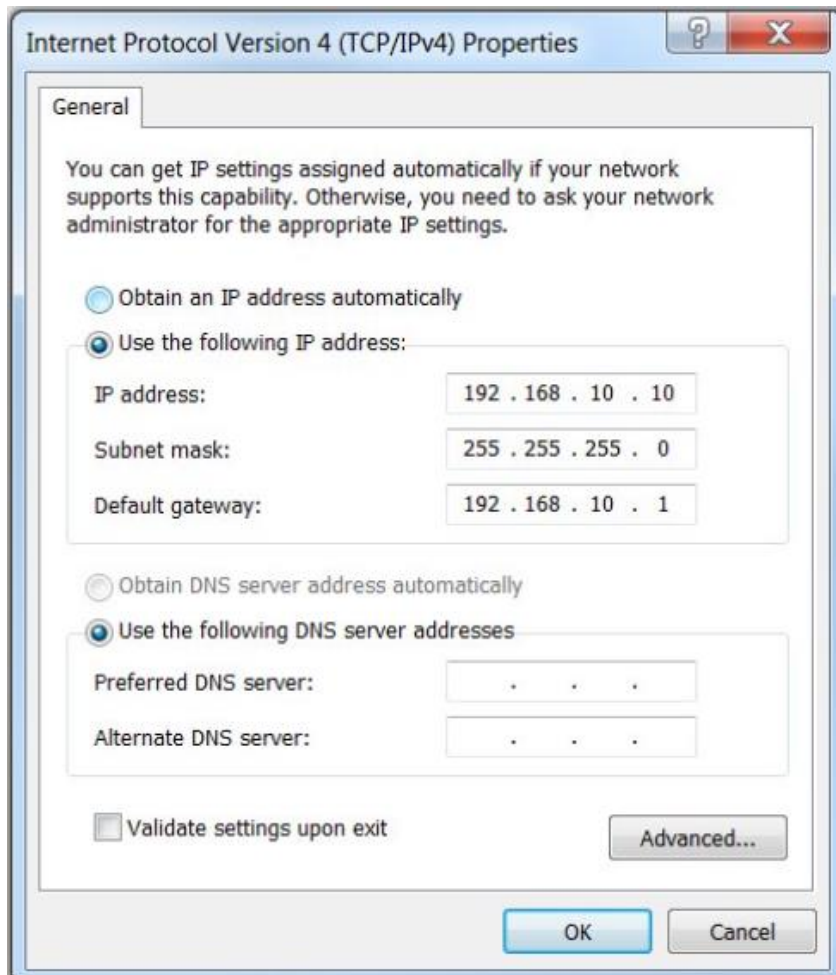 Internet Protocol Version 4 (TCP/IPv4) Properties
General
You can get IP settings assigned automatically if your network
supports this capability. Otherwise, you need to ask your network
administrator for the appropriate IP settings.
Obtain an IP address automatically
Use the following IP address:
IP address: 192 . 168 . 10 . 10
Subnet mask: 255 . 255 . 255 . 0
Default gateway: 192 . 168 . 10 . 1
Obtain DNS server address automatically
Use the following DNS server addresses
Preferred DNS server: . . .
Alternate DNS server: . . .
Validate settings upon exit
Advanced...
OK Cancel